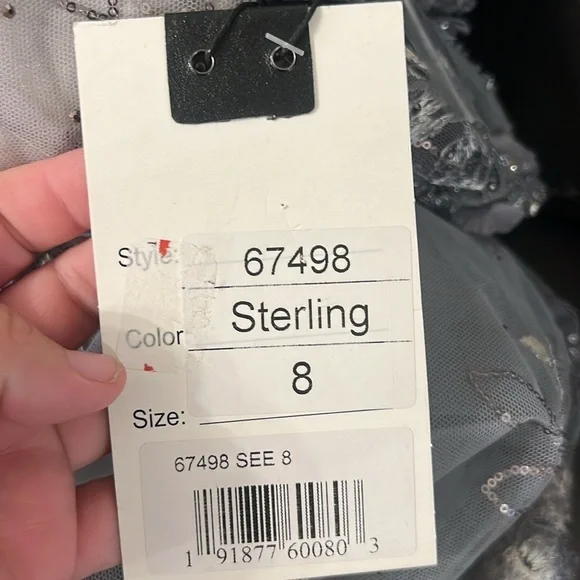 Style: 67498
Color Sterling
Size: 8
67498 SEE 8
1 91877 60080 3